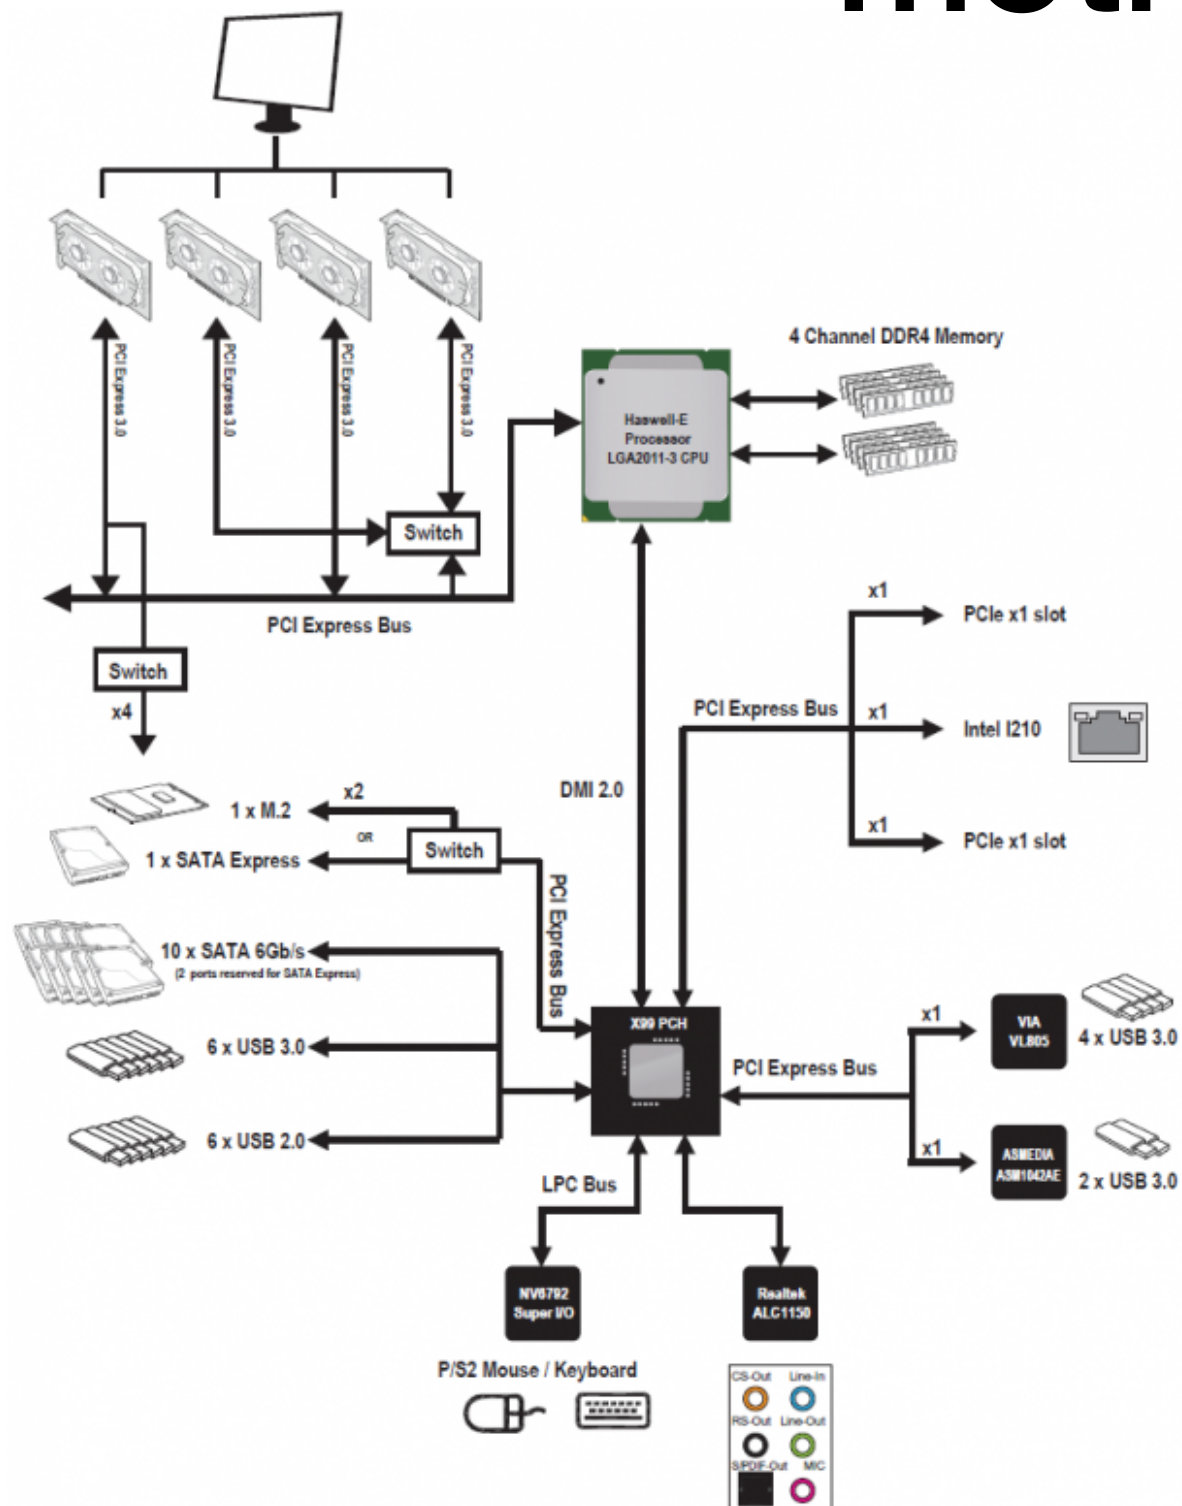 PCI Express 3.0
PCI Express 3.0
PCI Express 3.0
PCI Express 3.0
4 Channel DDR4 Memory
Haswell-E
Processor
LGA2011-3 CPU
Switch
PCI Express Bus
Switch
x4
x1
PCIe x1 slot
PCI Express Bus
x1
Intel I210
x1
PCIe x1 slot
DMI 2.0
x2
1 x M.2
OR
Switch
1 x SATA Express
PCI Express Bus
10 x SATA 6Gb/s
(2 ports reserved for SATA Express)
6 x USB 3.0
6 x USB 2.0
X99 PCH
PCI Express Bus
x1
VIA
VL805
4 x USB 3.0
x1
ASMEDIA
ASM1042AE
2 x USB 3.0
LPC Bus
NV6792
Super I/O
Realtek
ALC1150
P/S2 Mouse / Keyboard
CS-Out Line-In
RS-Out Line-Out
S/PDIF-Out MIC